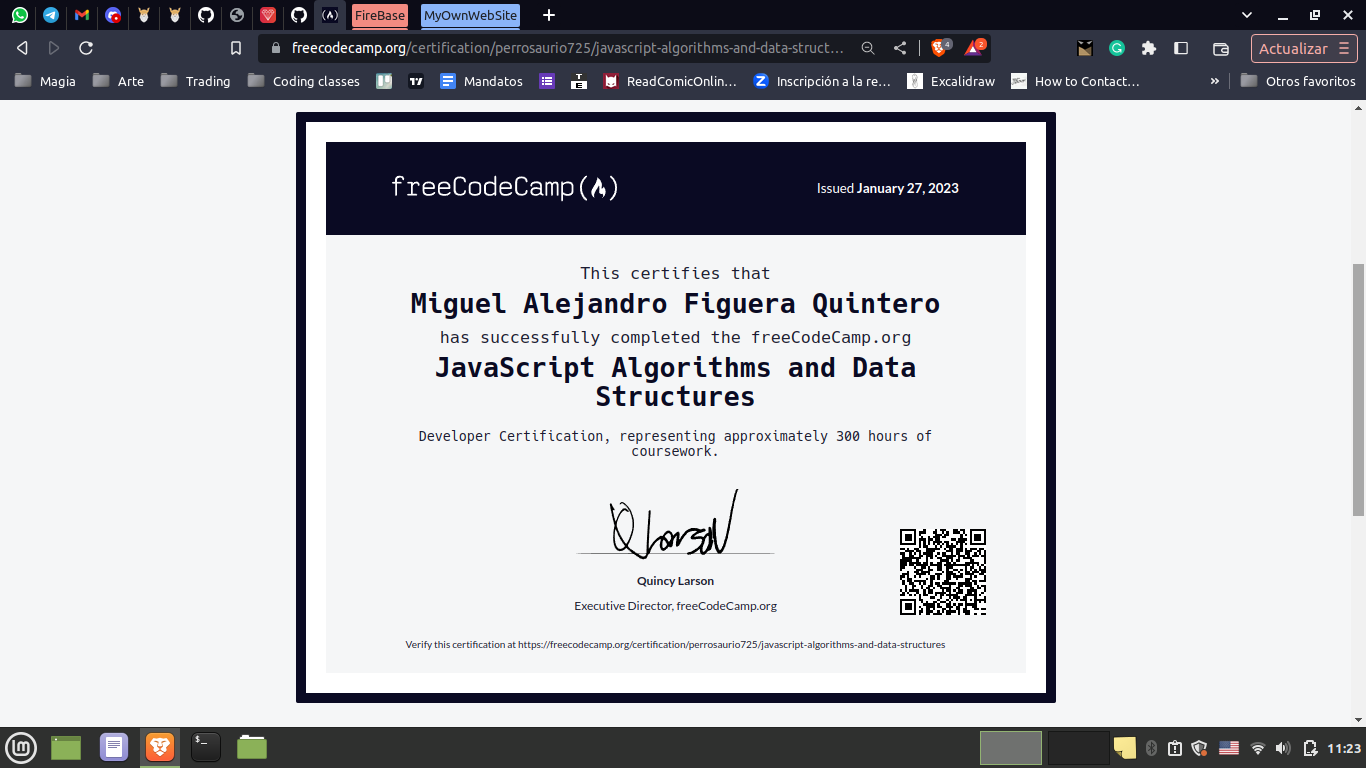 FireBase
MyOwnWebSite
freecodecamp.org/certification/perrosaurio725/javascript-algorithms-and-data-struct...
4
2
Actualizar
Magia
Arte
Trading
Coding classes
Mandatos
ReadComicOnlin...
Inscripción a la re...
Excalidraw
How to Contact...
»
Otros favoritos
freeCodeCamp
Issued January 27, 2023
This certifies that
Miguel Alejandro Figuera Quintero
has successfully completed the freeCodeCamp.org
JavaScript Algorithms and Data
Structures
Developer Certification, representing approximately 300 hours of
coursework.
Quincy Larson
Executive Director, freeCodeCamp.org
Verify this certification at https://freecodecamp.org/certification/perrosaurio725/javascript-algorithms-and-data-structures
11:23